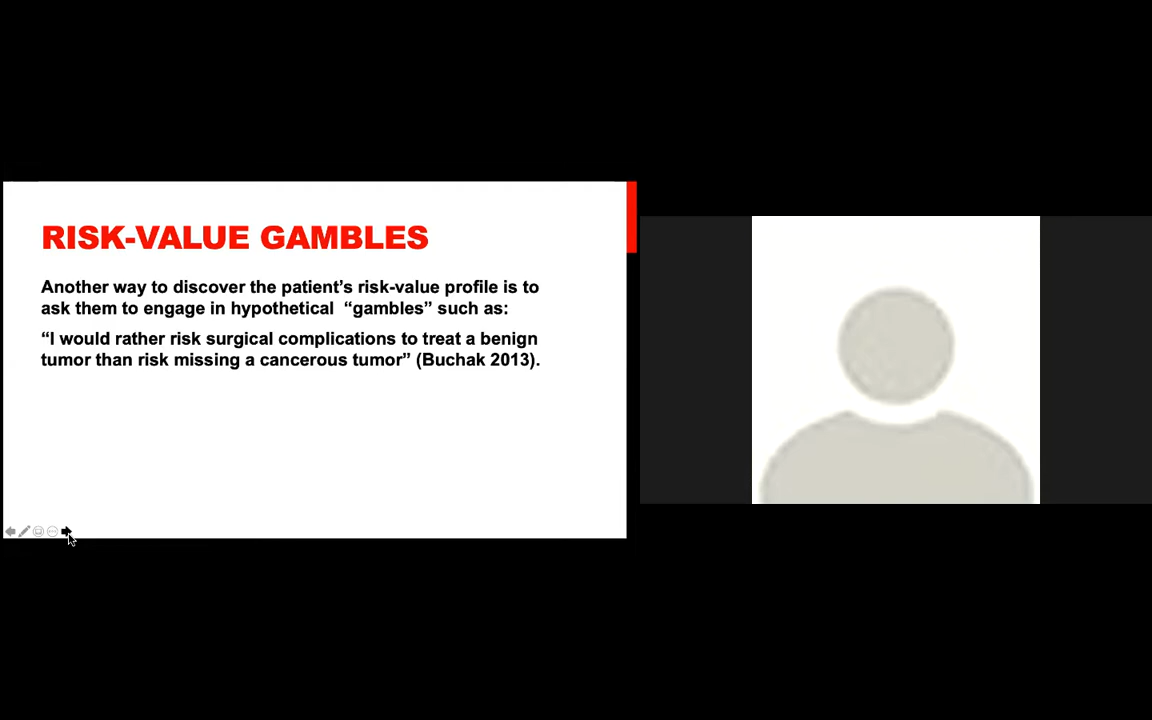 RISK-VALUE GAMBLES
Another way to discover the patient’s risk-value profile is to
ask them to engage in hypothetical “gambles” such as:
“I would rather risk surgical complications to treat a benign
tumor than risk missing a cancerous tumor” (Buchak 2013).